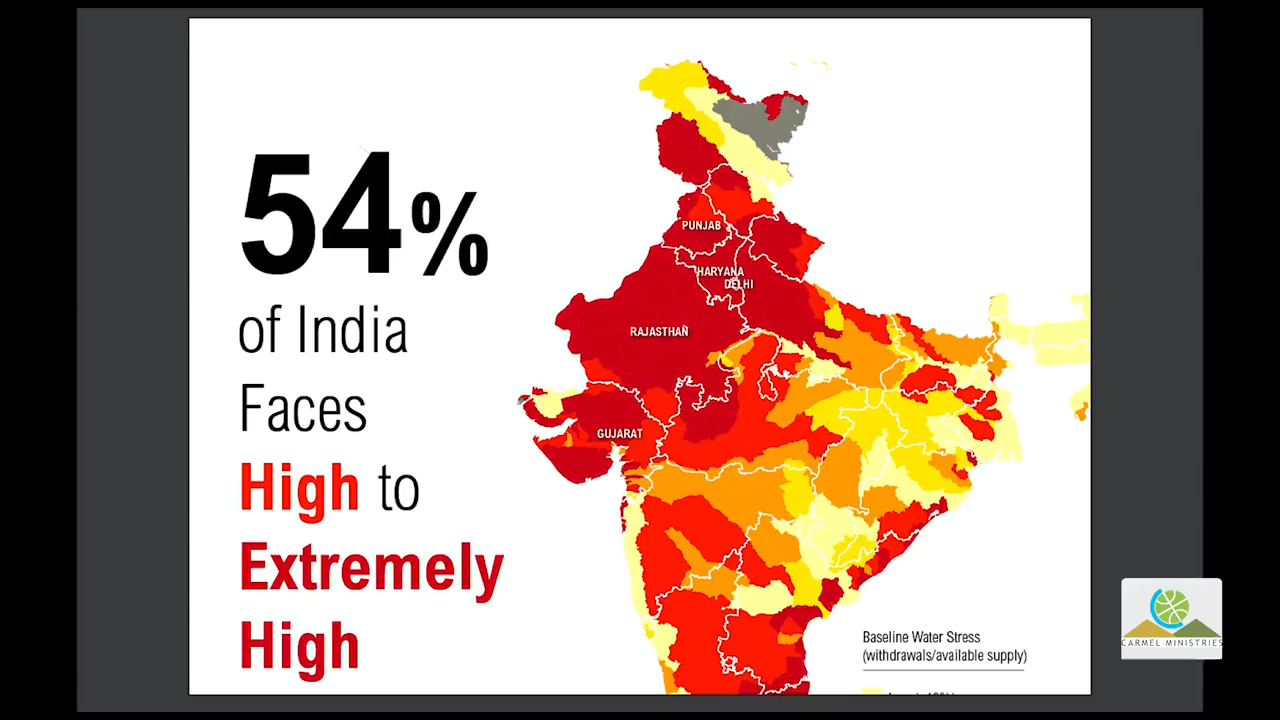 54%
of India
Faces
High to
Extremely
High
PUNJAB
HARYANA
DELHI
RAJASTHAN
GUJARAT
Baseline Water Stress
(withdrawals/available supply)
CARMEL MINISTRIES